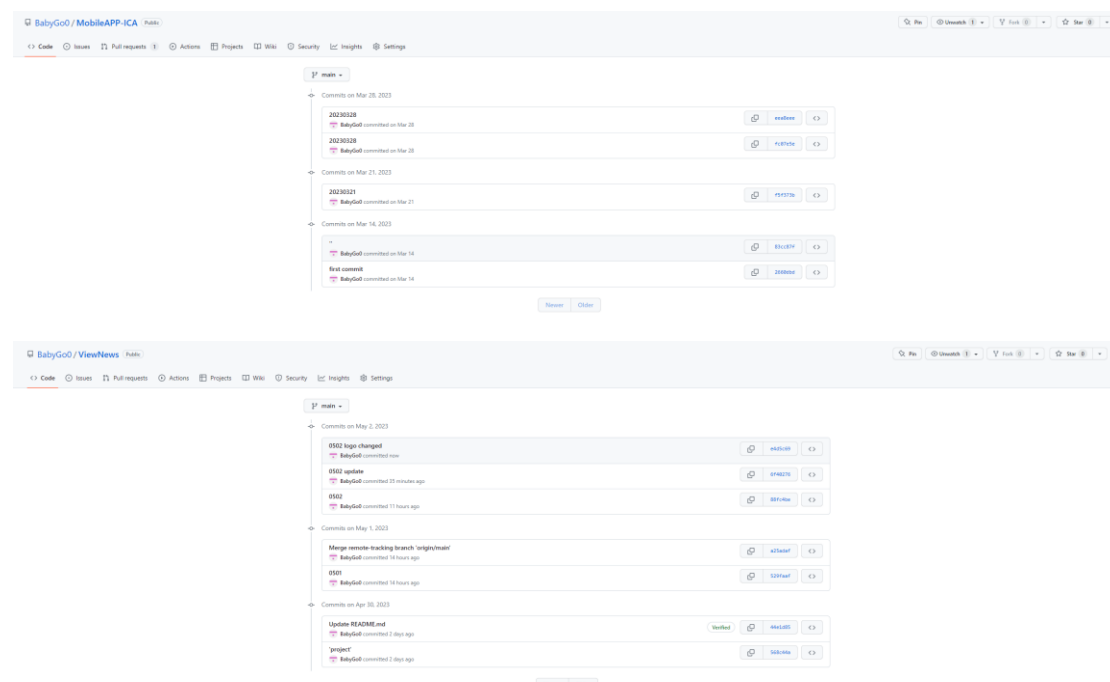 BabyGo0 / MobileAPP-ICA Public
Pin Unwatch 1 Fork 0 Star 0
Code Issues Pull requests 1 Actions Projects Wiki Security Insights Settings
main
Commits on Mar 28, 2023
20230328
BabyGo0 committed on Mar 28
20230328
BabyGo0 committed on Mar 28
fc07e5e
Commits on Mar 21, 2023
20230321
BabyGo0 committed on Mar 21
f5f373b
Commits on Mar 14, 2023
BabyGo0 committed on Mar 14
first commit
BabyGo0 committed on Mar 14
Newer Older
BabyGo0 / ViewNews Public
Pin Unwatch 1 Fork 0 Star 0
Code Issues Pull requests Actions Projects Wiki Security Insights Settings
main
Commits on May 2, 2023
0502 logo changed
BabyGo0 committed now
e4d5c69
0502 update
BabyGo0 committed 35 minutes ago
0502
BabyGo0 committed 11 hours ago
Commits on May 1, 2023
Merge remote-tracking branch 'origin/main'
BabyGo0 committed 14 hours ago
0501
BabyGo0 committed 14 hours ago
Commits on Apr 30, 2023
Update README.md
BabyGo0 committed 2 days ago
Verified
'project'
BabyGo0 committed 2 days ago